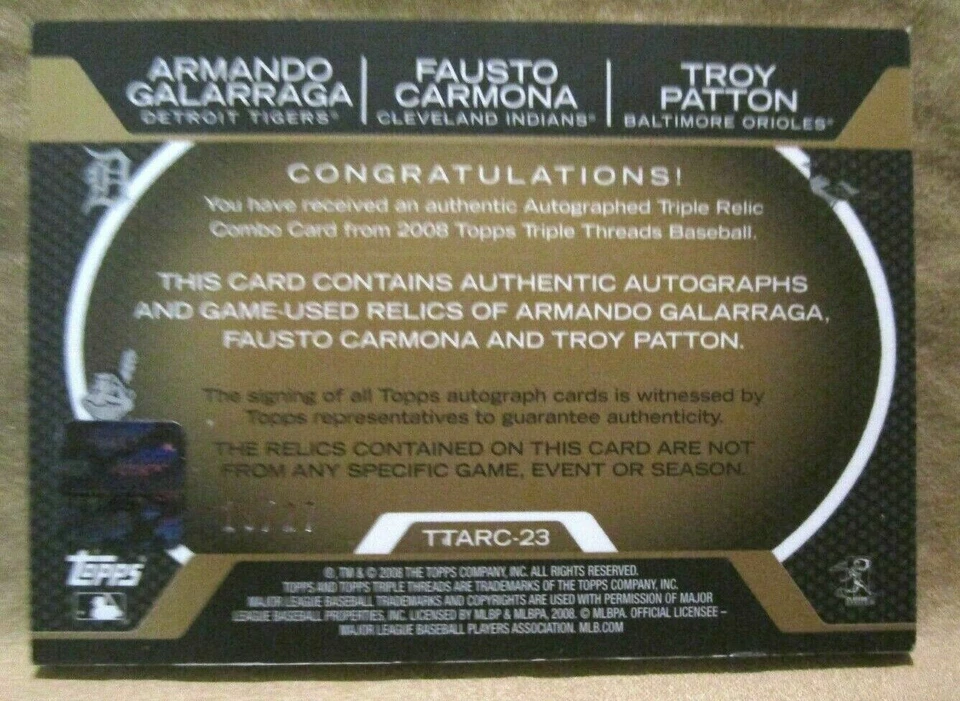 ARMANDO GALARRAGA
DETROIT TIGERS®
FAUSTO CARMONA
CLEVELAND INDIANS®
TROY PATTON
BALTIMORE ORIOLES®
CONGRATULATIONS!
You have received an authentic Autographed Triple Relic
Combo Card from 2008 Topps Triple Threads Baseball.
THIS CARD CONTAINS AUTHENTIC AUTOGRAPHS
AND GAME-USED RELICS OF ARMANDO GALARRAGA,
FAUSTO CARMONA AND TROY PATTON.
The signing of all Topps autograph cards is witnessed by
Topps representatives to guarantee authenticity.
THE RELICS CONTAINED ON THIS CARD ARE NOT
FROM ANY SPECIFIC GAME, EVENT OR SEASON.
TTARC-23
TOPPS
®, TM & © 2008 THE TOPPS COMPANY, INC. ALL RIGHTS RESERVED.
TOPPS AND TOPPS TRIPLE THREADS ARE TRADEMARKS OF THE TOPPS COMPANY, INC.
MAJOR LEAGUE BASEBALL TRADEMARKS AND COPYRIGHTS ARE USED WITH PERMISSION OF MAJOR
LEAGUE BASEBALL PROPERTIES, INC. LICENSED BY MLBP & MLBPA, 2008. © MLBPA. OFFICIAL LICENSEE –
MAJOR LEAGUE BASEBALL PLAYERS ASSOCIATION. MLB.COM